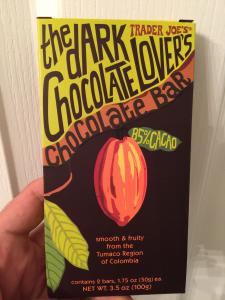 TRADER JOE'S®
the DARK
CHOCOLATE LOVER'S
Chocolate Bar
85% CACAO
smooth & fruity
from the
Tumaco Region
of Colombia
contains 2 bars, 1.75 oz (50g) ea.
NET WT. 3.5 oz (100g)